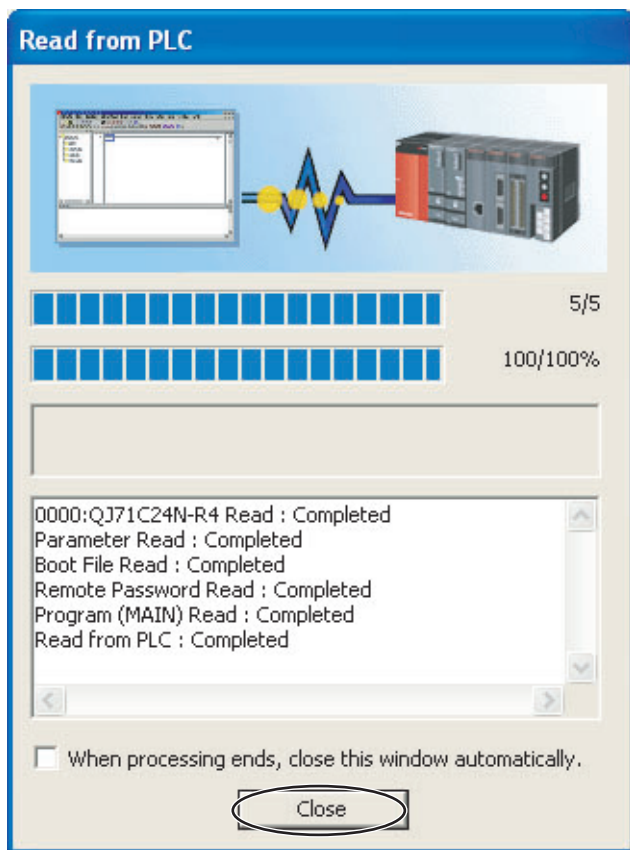 Read from PLC
5/5
100/100%
0000:QJ71C24N-R4 Read : Completed
Parameter Read : Completed
Boot File Read : Completed
Remote Password Read : Completed
Program (MAIN) Read : Completed
Read from PLC : Completed
When processing ends, close this window automatically.
Close